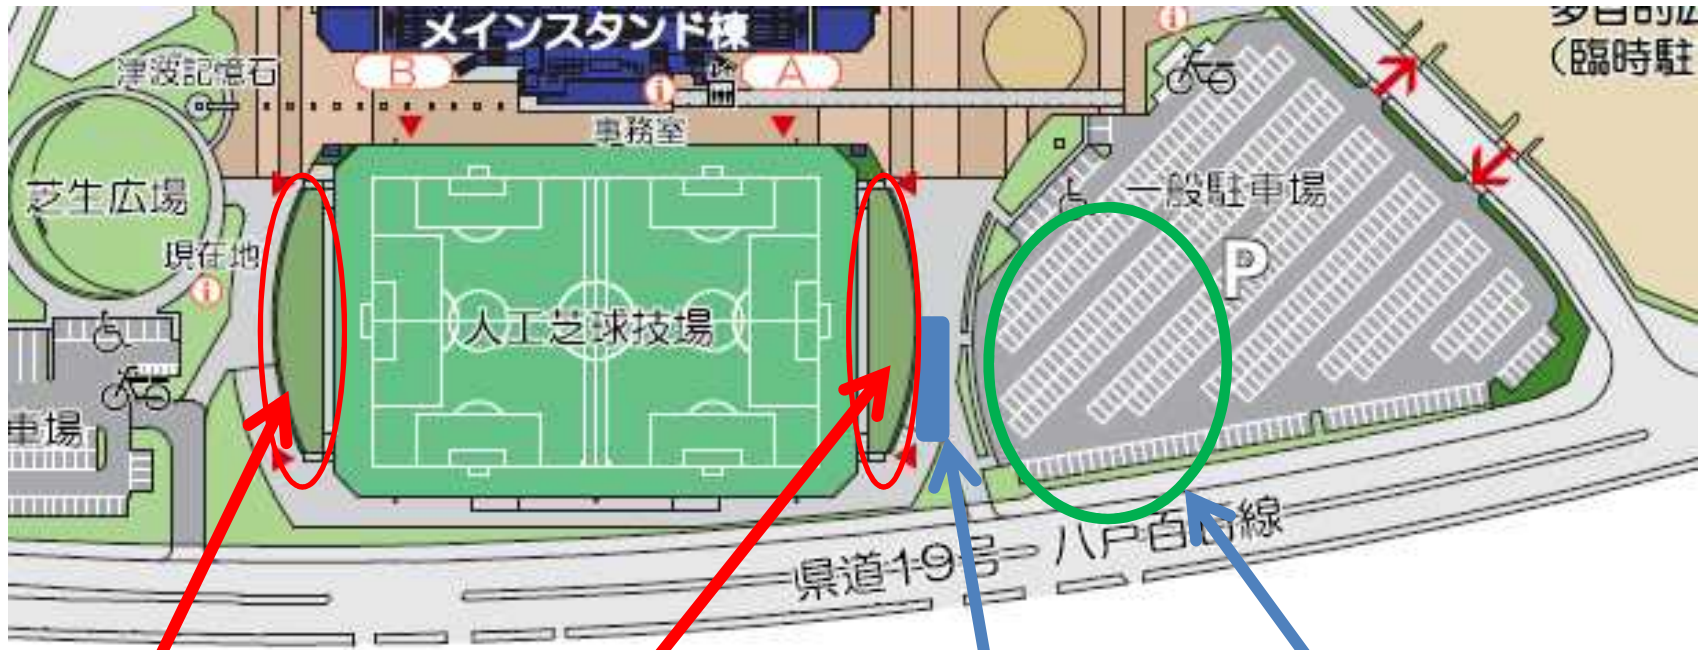 メインスタンド棟
(臨時駐
津波記憶石
B
A
事務室
芝生広場
一般駐車場
現在地
P
人工芝球技場
車場
県道19号 八戸百石線